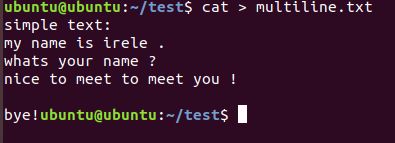 ubuntu@ubuntu:~/test$ cat > multiline.txt
simple text:
my name is irele .
whats your name ?
nice to meet to meet you !
bye!ubuntu@ubuntu:~/test$